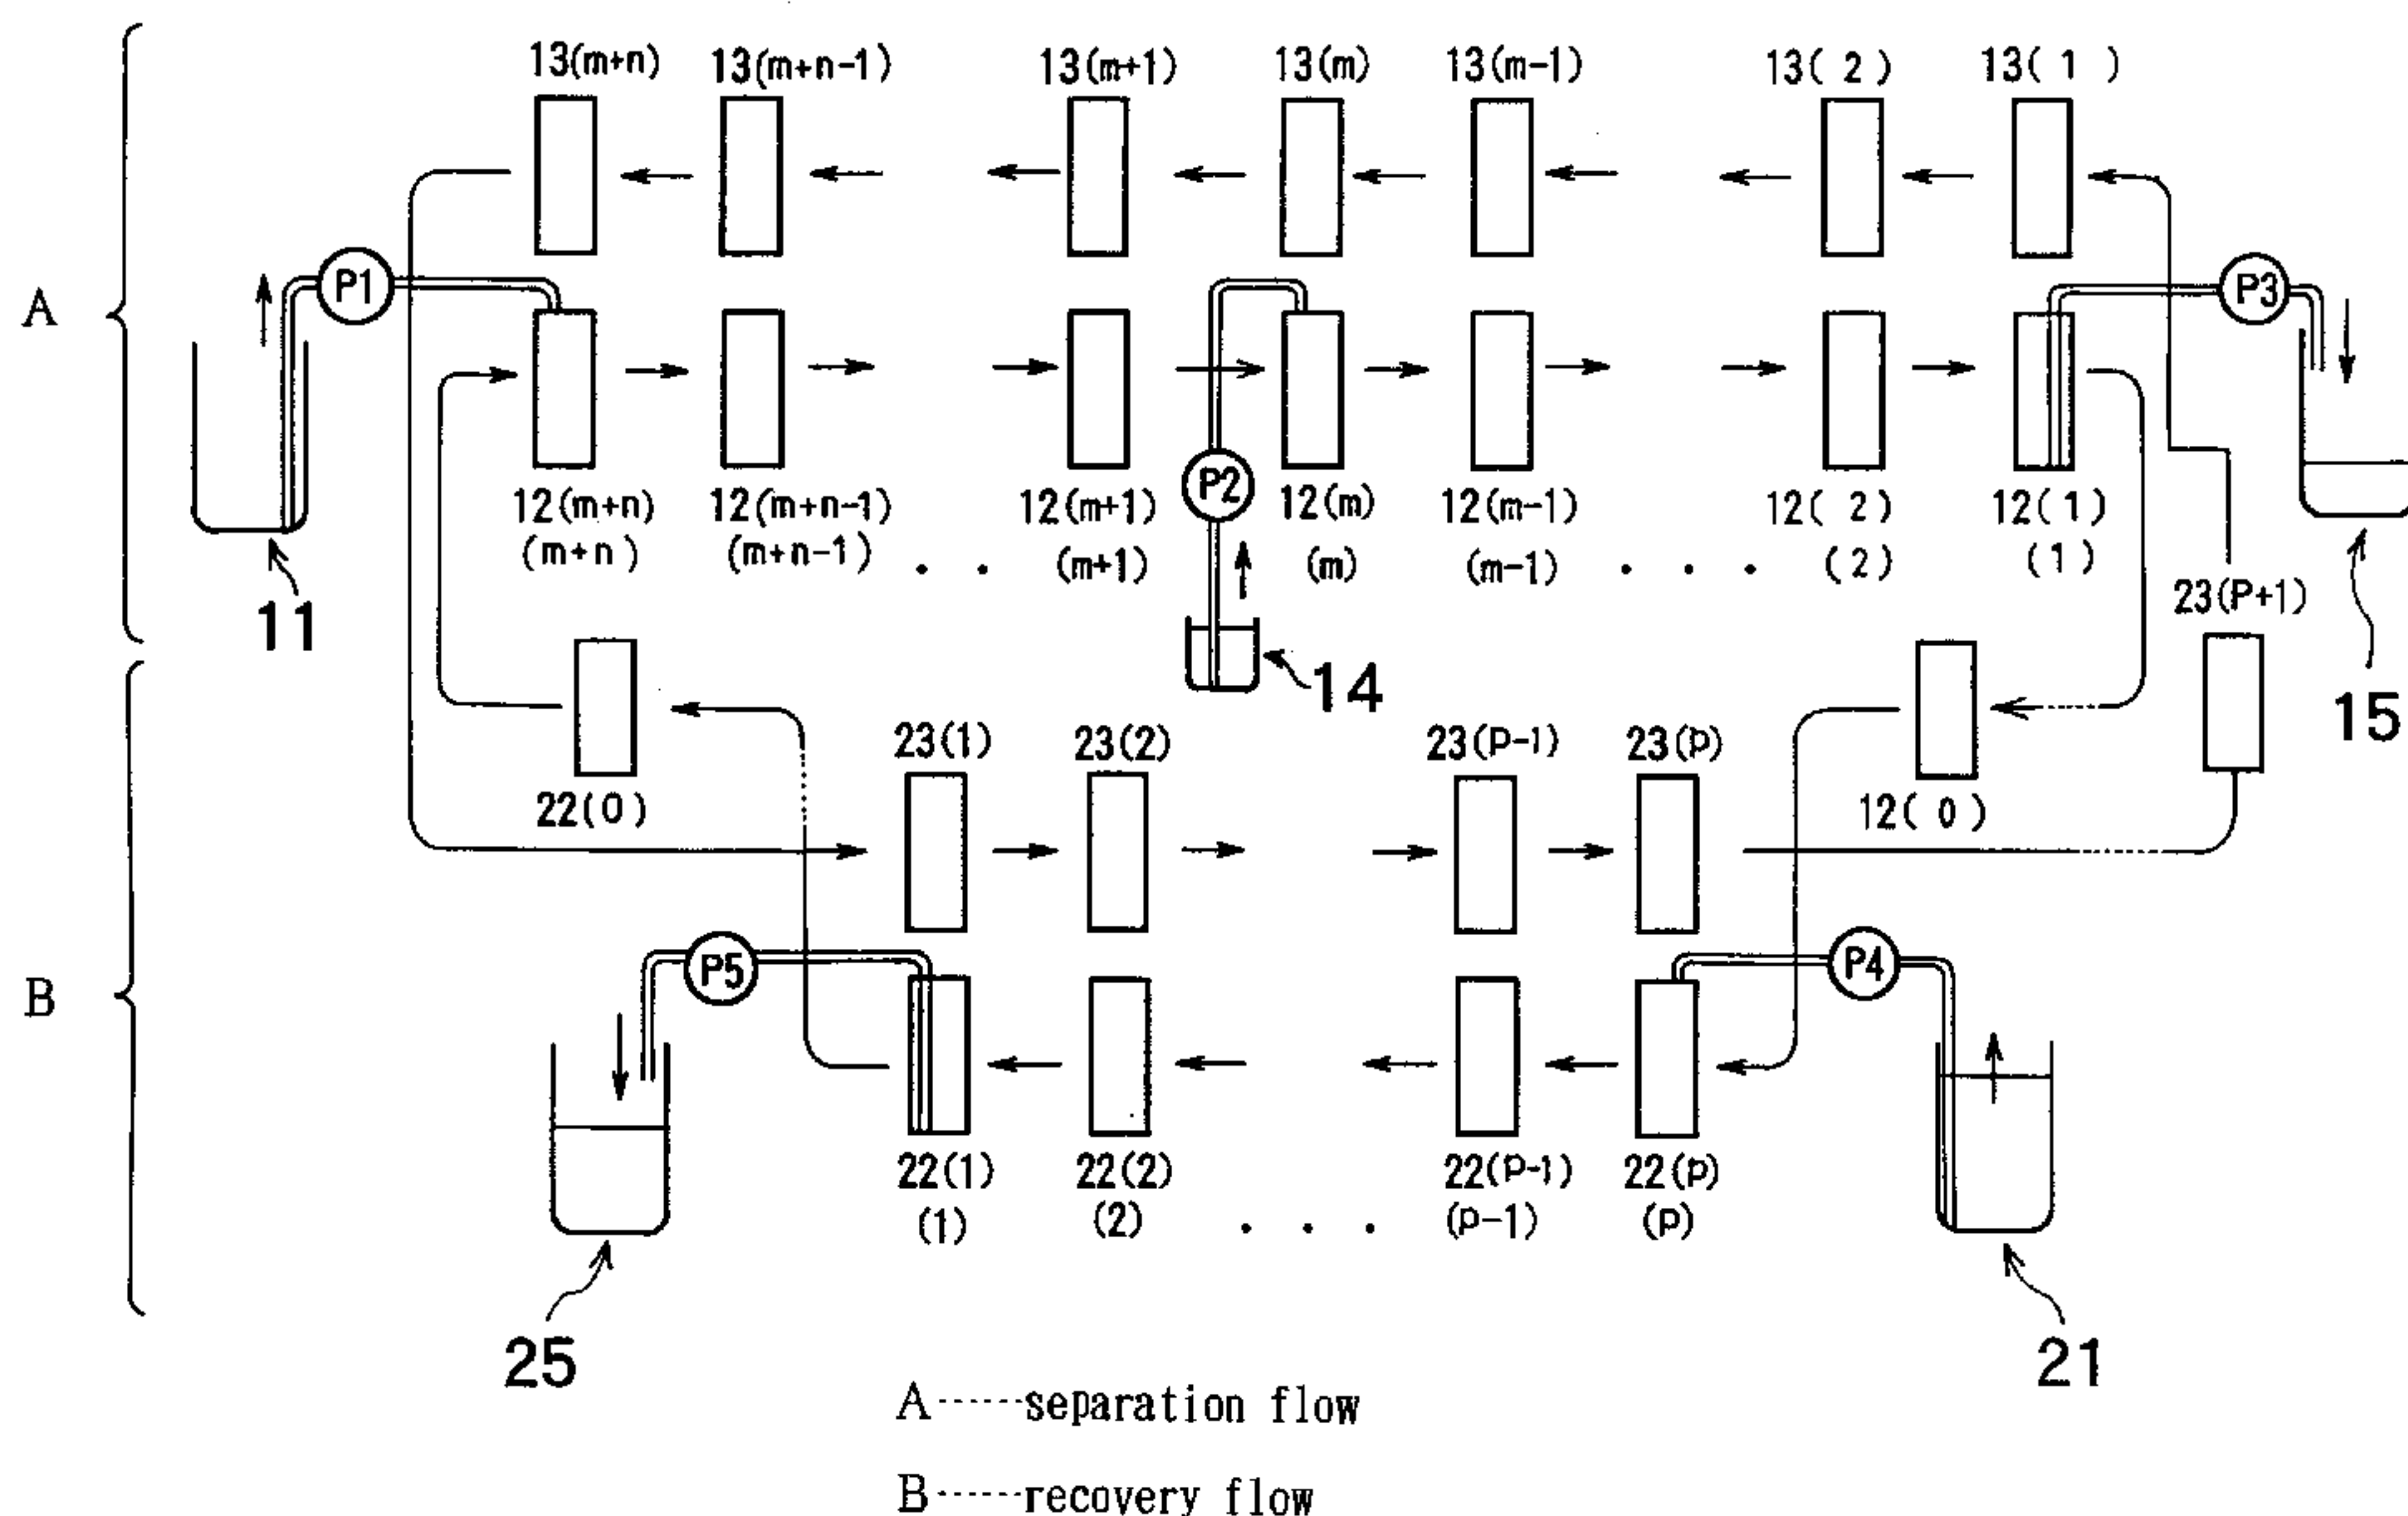 13(m+n) 13(m+n-1) 13(m+1) 13(m) 13(m-1) 13( 2 ) 13( 1 )
P1 P3
A
P2
12(m+n) 12(m+n-1) 12(m+1) 12(m) 12(m-1) 12( 2 ) 12( 1 )
(m+n) (m+n-1) . . (m+1) (m) (m-1) . . . (2) (1)
23(P+1)
11
14
15
23(1) 23(2) 23(P-1) 23(P)
22(0) 12( 0 )
P5 P4
B
22(1) 22(2) 22(P-1) 22(P)
(1) (2) . . . (P-1) (P)
25 21
A ------separation flow
B ------recovery flow